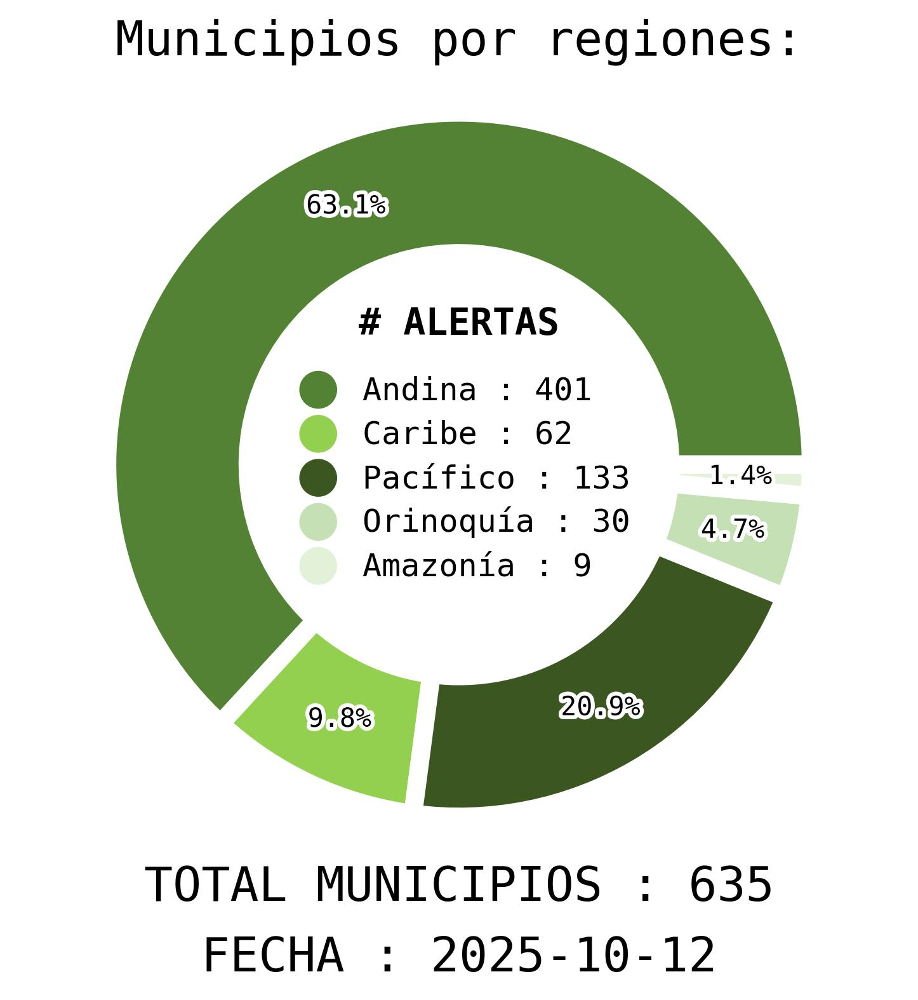 Municipios por regiones:
63.1%
# ALERTAS
Andina : 401
Caribe : 62
Pacífico : 133
Orinoquía : 30
Amazonía : 9
1.4%
4.7%
20.9%
9.8%
TOTAL MUNICIPIOS : 635
FECHA : 2025-10-12